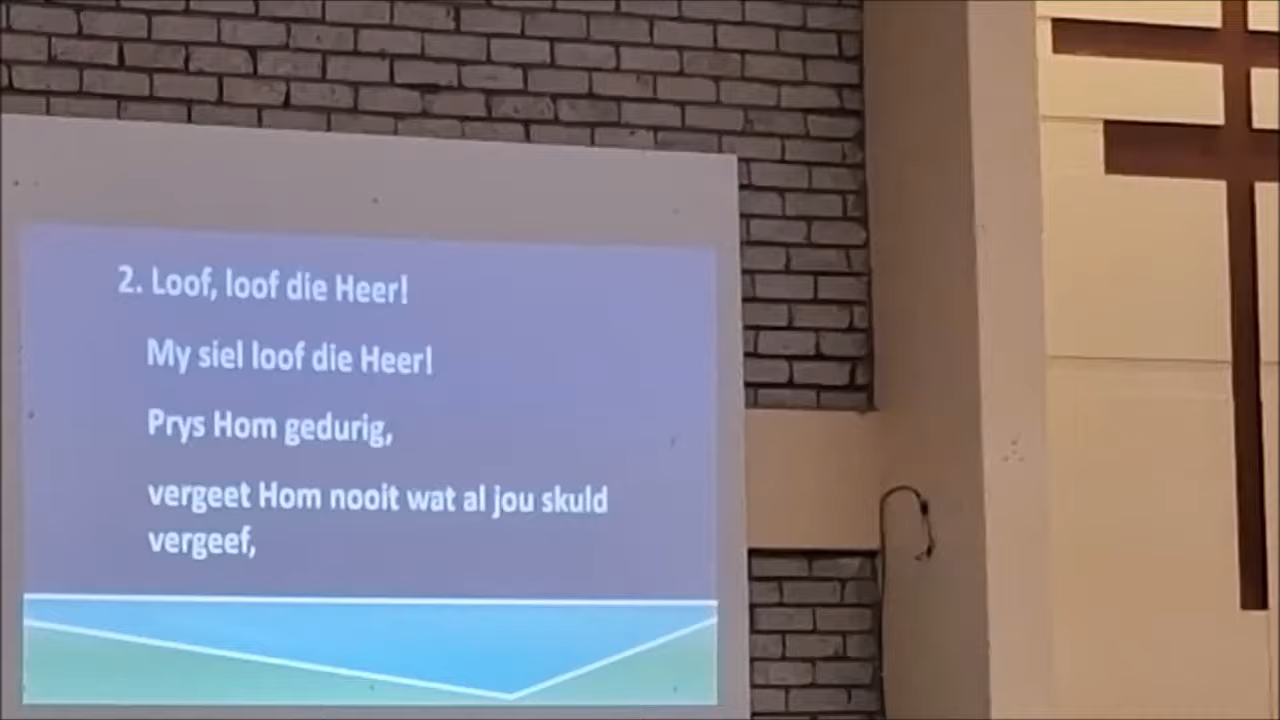 2. Loof, loof die Heer!
My siel loof die Heer!
Prys Hom gedurig,
vergeet Hom nooit wat al jou skuld
vergeef,